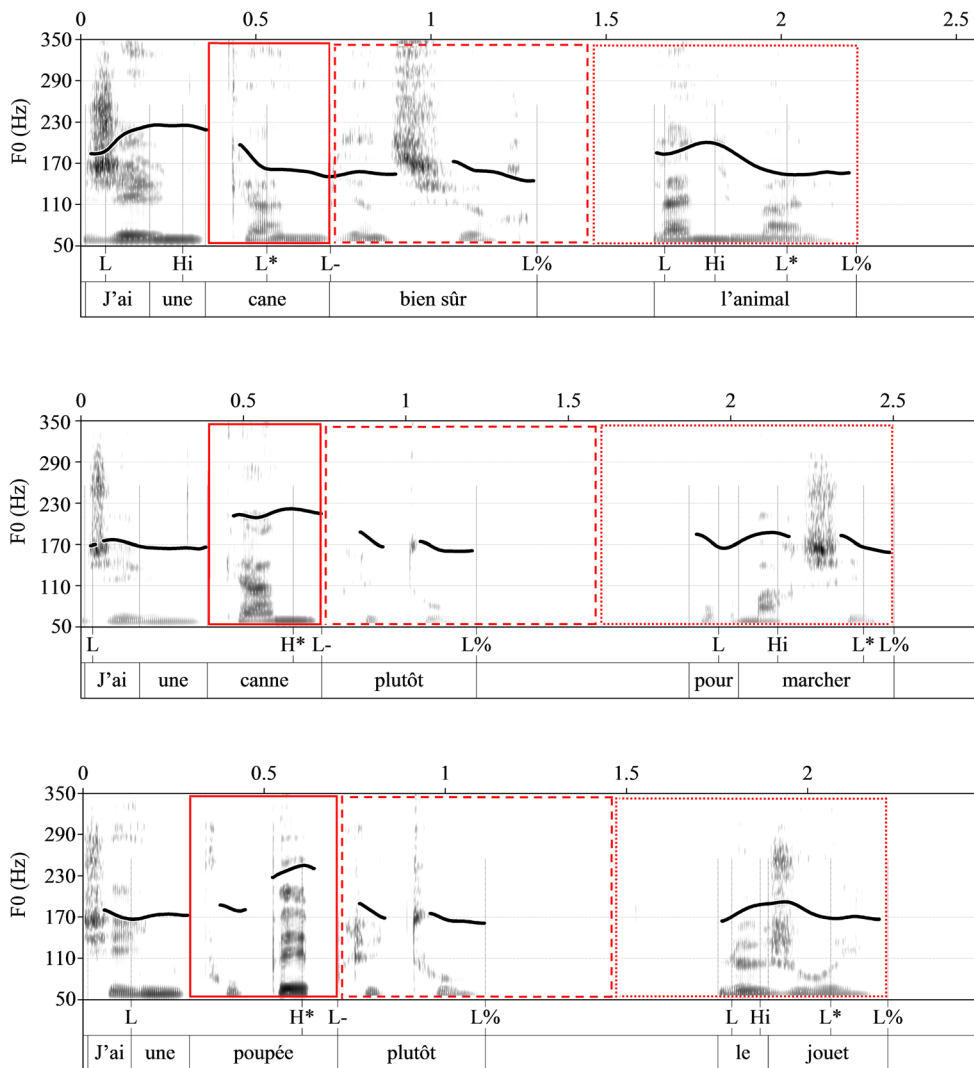 0 0.5 1 1.5 2 2.5
350
290
230
170
110
50
F0 (Hz)
L Hi L* L- L% L Hi L* L%
J'ai une cane bien sûr l'animal
0 0.5 1 1.5 2 2.5
350
290
230
170
110
50
F0 (Hz)
L H* L- L% L Hi L* L%
J'ai une canne plutôt pour marcher
0 0.5 1 1.5 2
350
290
230
170
110
50
F0 (Hz)
L H* L- L% L Hi L* L%
J'ai une poupée plutôt le jouet